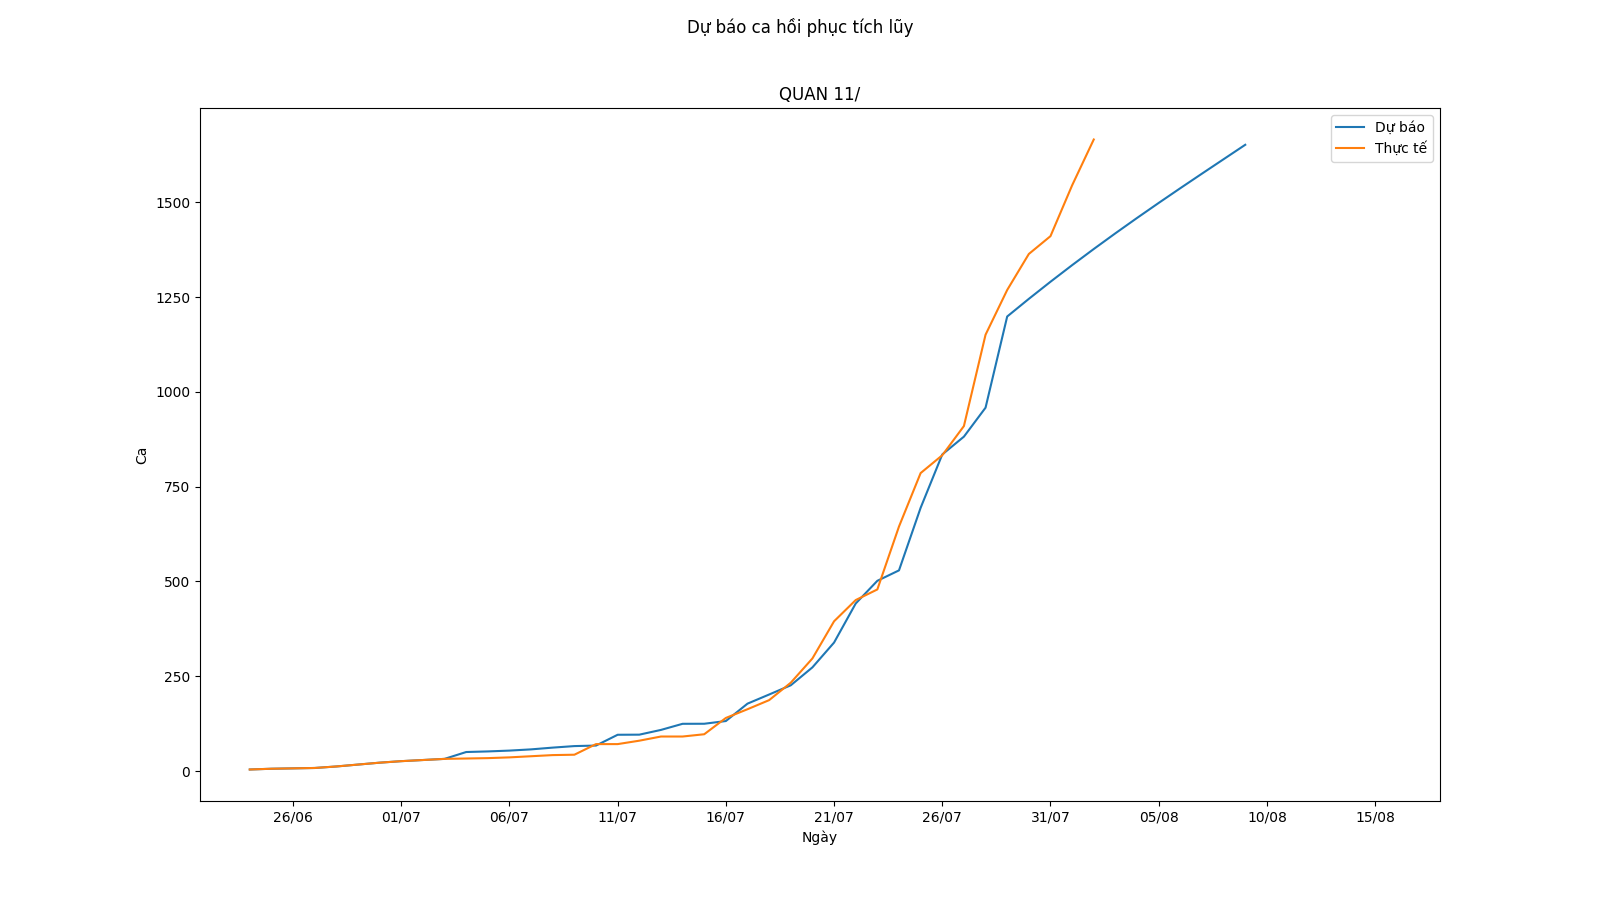 Dự báo ca hồi phục tích lũy
QUAN 11/
Dự báo
Thực tế
1500
1250
1000
750
500
250
0
Ca
26/06 01/07 06/07 11/07 16/07 21/07 26/07 31/07 05/08 10/08 15/08
Ngày